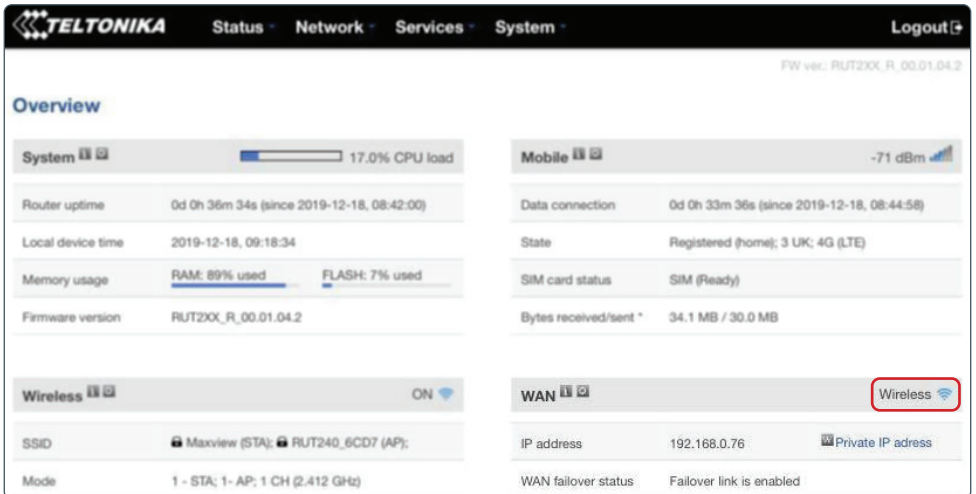 TELTONIKA Status Network Services System Logout
FW ver.: RUT2XX_R_00.01.04.2
Overview
System 17.0% CPU load
Router uptime 0d 0h 36m 34s (since 2019-12-18, 08:42:00)
Local device time 2019-12-18, 09:18:34
Memory usage RAM: 89% used FLASH: 7% used
Firmware version RUT2XX_R_00.01.04.2
Mobile -71 dBm
Data connection 0d 0h 33m 36s (since 2019-12-18, 08:44:58)
State Registered (home); 3 UK; 4G (LTE)
SIM card status SIM (Ready)
Bytes received/sent * 34.1 MB / 30.0 MB
Wireless ON
SSID Maxview (STA); RUT240_6CD7 (AP);
Mode 1 - STA; 1- AP; 1 CH (2.412 GHz)
WAN Wireless
IP address 192.168.0.76 Private IP adress
WAN failover status Failover link is enabled